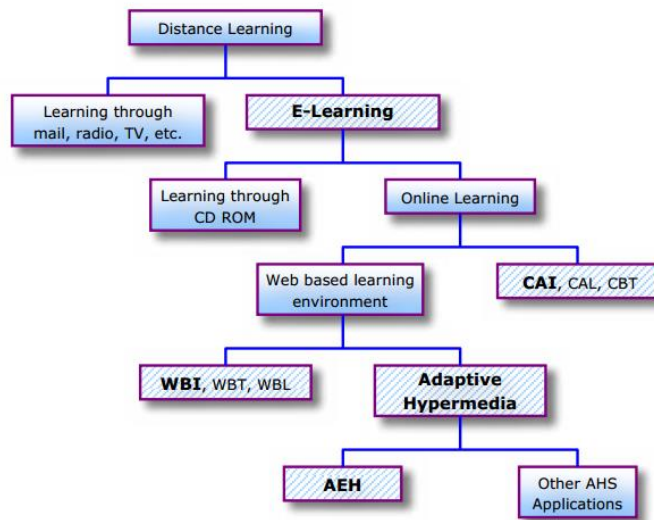 Distance Learning
Learning through
mail, radio, TV, etc.
E-Learning
Learning through
CD ROM
Online Learning
Web based learning
environment
CAI, CAL, CBT
WBI, WBT, WBL
Adaptive
Hypermedia
AEH
Other AHS
Applications